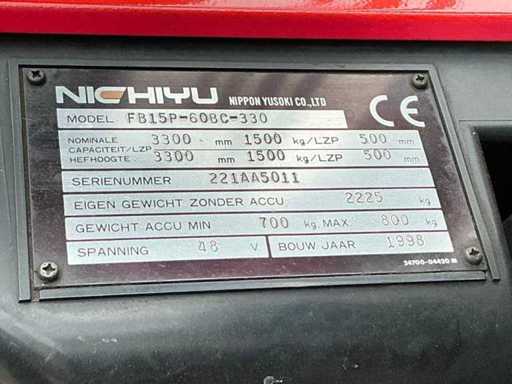 NICHIYU NIPPON YUSOKI CO.,LTD CE
MODEL FB15P-60BC-330
NOMINALE 3300 mm 1500 kg/LZP 500 mm
CAPACITEIT/LZP
HEFHOOGTE 3300 mm 1500 kg/LZP 500 mm
SERIENUMMER 221AA5011
EIGEN GEWICHT ZONDER ACCU 2225 kg
GEWICHT ACCU MIN 700 kg. MAX. 800 kg
SPANNING 48 V. BOUW JAAR 1998
24700-04420 M